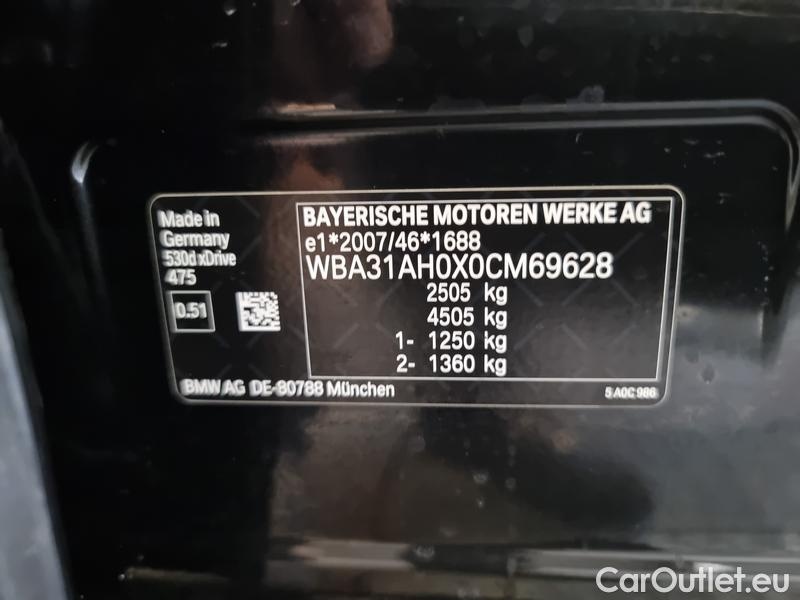 Made in
Germany
530d xDrive
475
0.51
BAYERISCHE MOTOREN WERKE AG
e1*2007/46*1688
WBA31AH0X0CM69628
2505 kg
4505 kg
1- 1250 kg
2- 1360 kg
BMW AG DE-80788 München
5 A0C 986
CarOutlet.eu